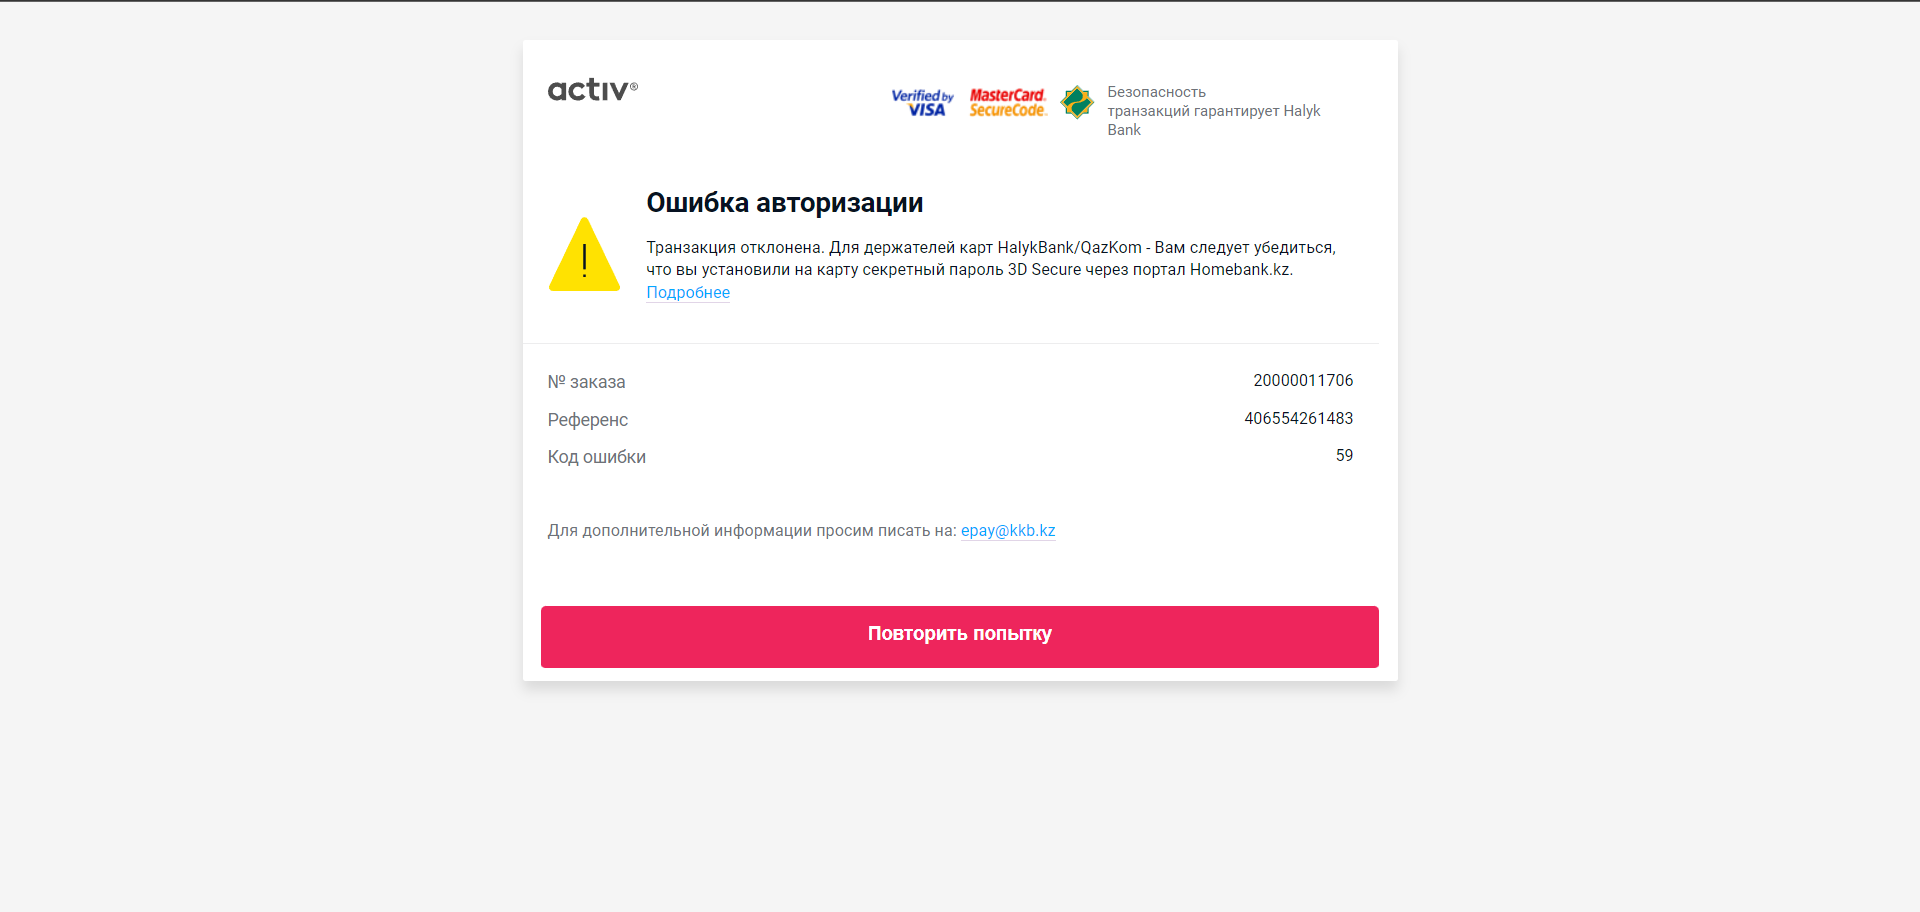 activ®
Verified by
VISA
MasterCard.
SecureCode.
Безопасность
транзакций гарантирует Halyk
Bank
Ошибка авторизации
Транзакция отклонена. Для держателей карт HalykBank/QazKom - Вам следует убедиться,
что вы установили на карту секретный пароль 3D Secure через портал Homebank.kz.
Подробнее
№ заказа 20000011706
Референс 406554261483
Код ошибки 59
Для дополнительной информации просим писать на: epay@kkb.kz
Повторить попытку